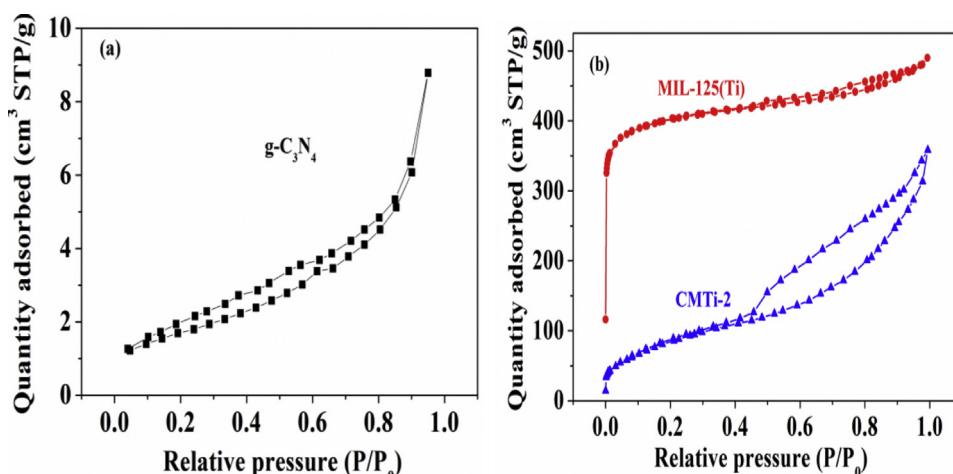 (a)
g-C₃N₄
Quantity adsorbed (cm³ STP/g)
10
8
6
4
2
0
0.0 0.2 0.4 0.6 0.8 1.0
Relative pressure (P/P₀)
(b)
MIL-125(Ti)
CMTi-2
Quantity adsorbed (cm³ STP/g)
500
400
300
200
100
0
0.0 0.2 0.4 0.6 0.8 1.0
Relative pressure (P/P₀)